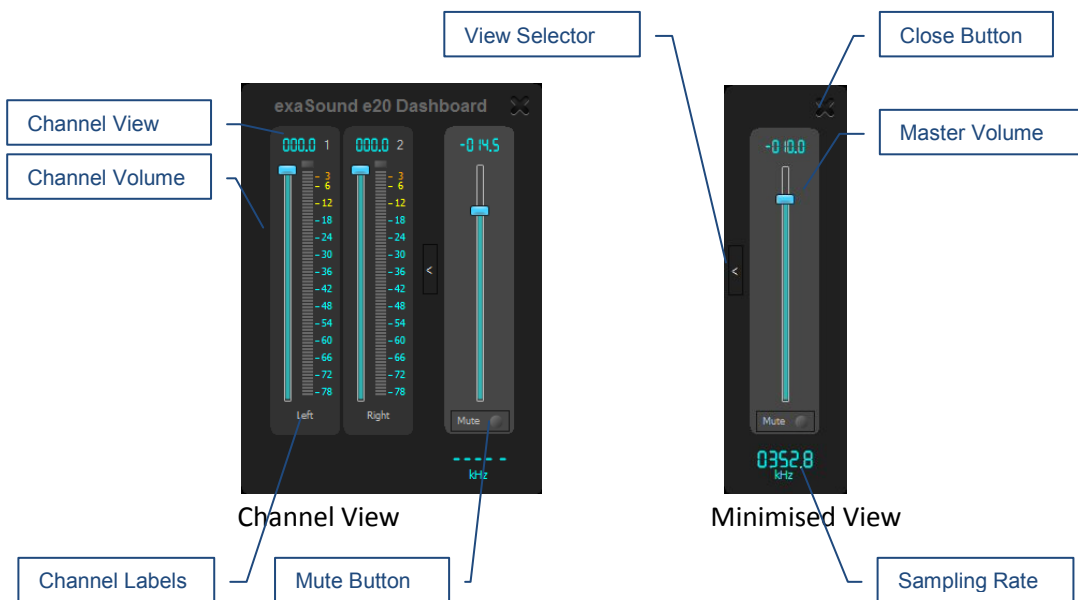 View Selector
Close Button
Channel View
Channel Volume
Master Volume
exaSound e20 Dashboard
000.0 1
000.0 2
-014.5
- 3
- 6
- 12
- 18
- 24
- 30
- 36
- 42
- 48
- 54
- 60
- 66
- 72
- 78
Left
- 3
- 6
- 12
- 18
- 24
- 30
- 36
- 42
- 48
- 54
- 60
- 66
- 72
- 78
Right
<
Mute
- - - - -
kHz
-010.0
<
Mute
0352.8
kHz
Channel View
Minimised View
Channel Labels
Mute Button
Sampling Rate